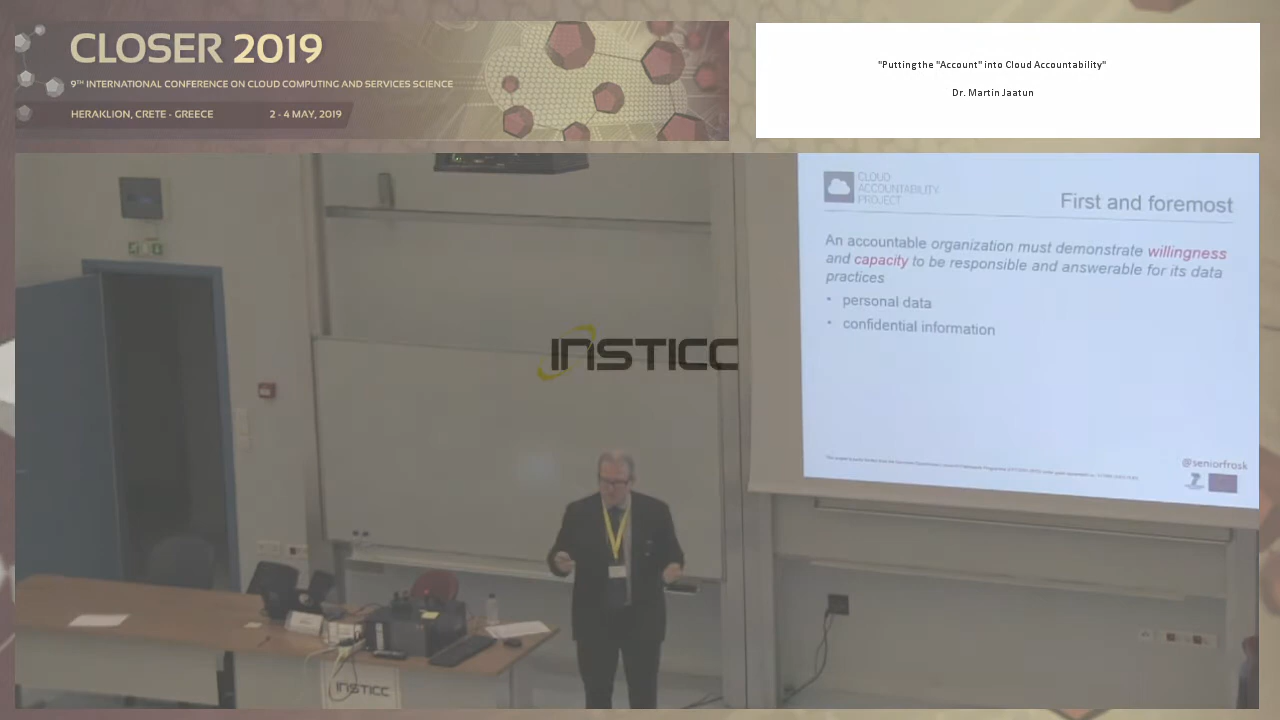 CLOSER 2019
9TH INTERNATIONAL CONFERENCE ON CLOUD COMPUTING AND SERVICES SCIENCE
HERAKLION, CRETE - GREECE 2 - 4 MAY, 2019
"Putting the "Account" into Cloud Accountability"
Dr. Martin Jaatun
CLOUD
ACCOUNTABILITY
PROJECT
First and foremost
An accountable organization must demonstrate willingness
and capacity to be responsible and answerable for its data
practices
• personal data
• confidential information
@seniorfrosk
INSTICC
INSTICC